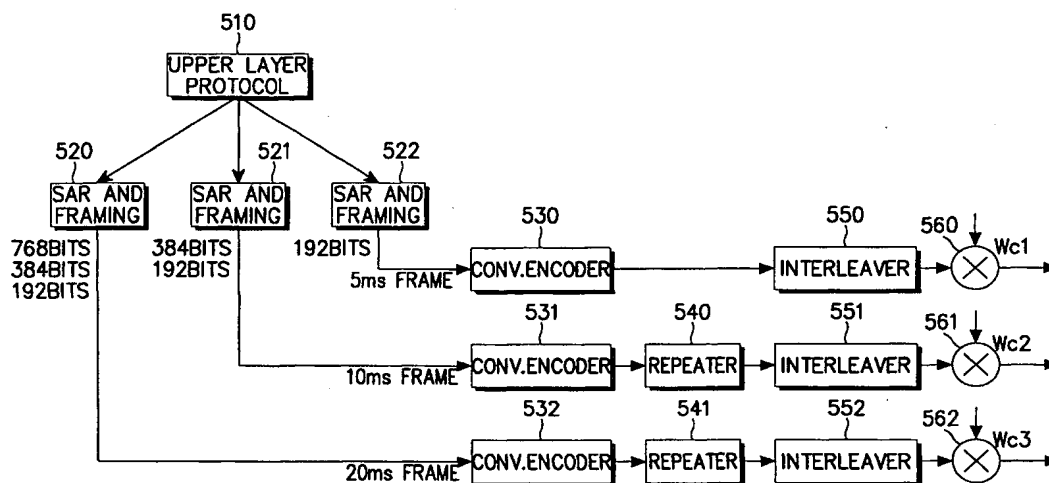 510
UPPER LAYER
PROTOCOL
520
521
522
SAR AND
FRAMING
SAR AND
FRAMING
SAR AND
FRAMING
768BITS
384BITS
192BITS
384BITS
192BITS
192BITS
5ms FRAME
530
CONV.ENCODER
550
INTERLEAVER
560
Wc1
10ms FRAME
531
CONV.ENCODER
540
REPEATER
551
INTERLEAVER
561
Wc2
20ms FRAME
532
CONV.ENCODER
541
REPEATER
552
INTERLEAVER
562
Wc3